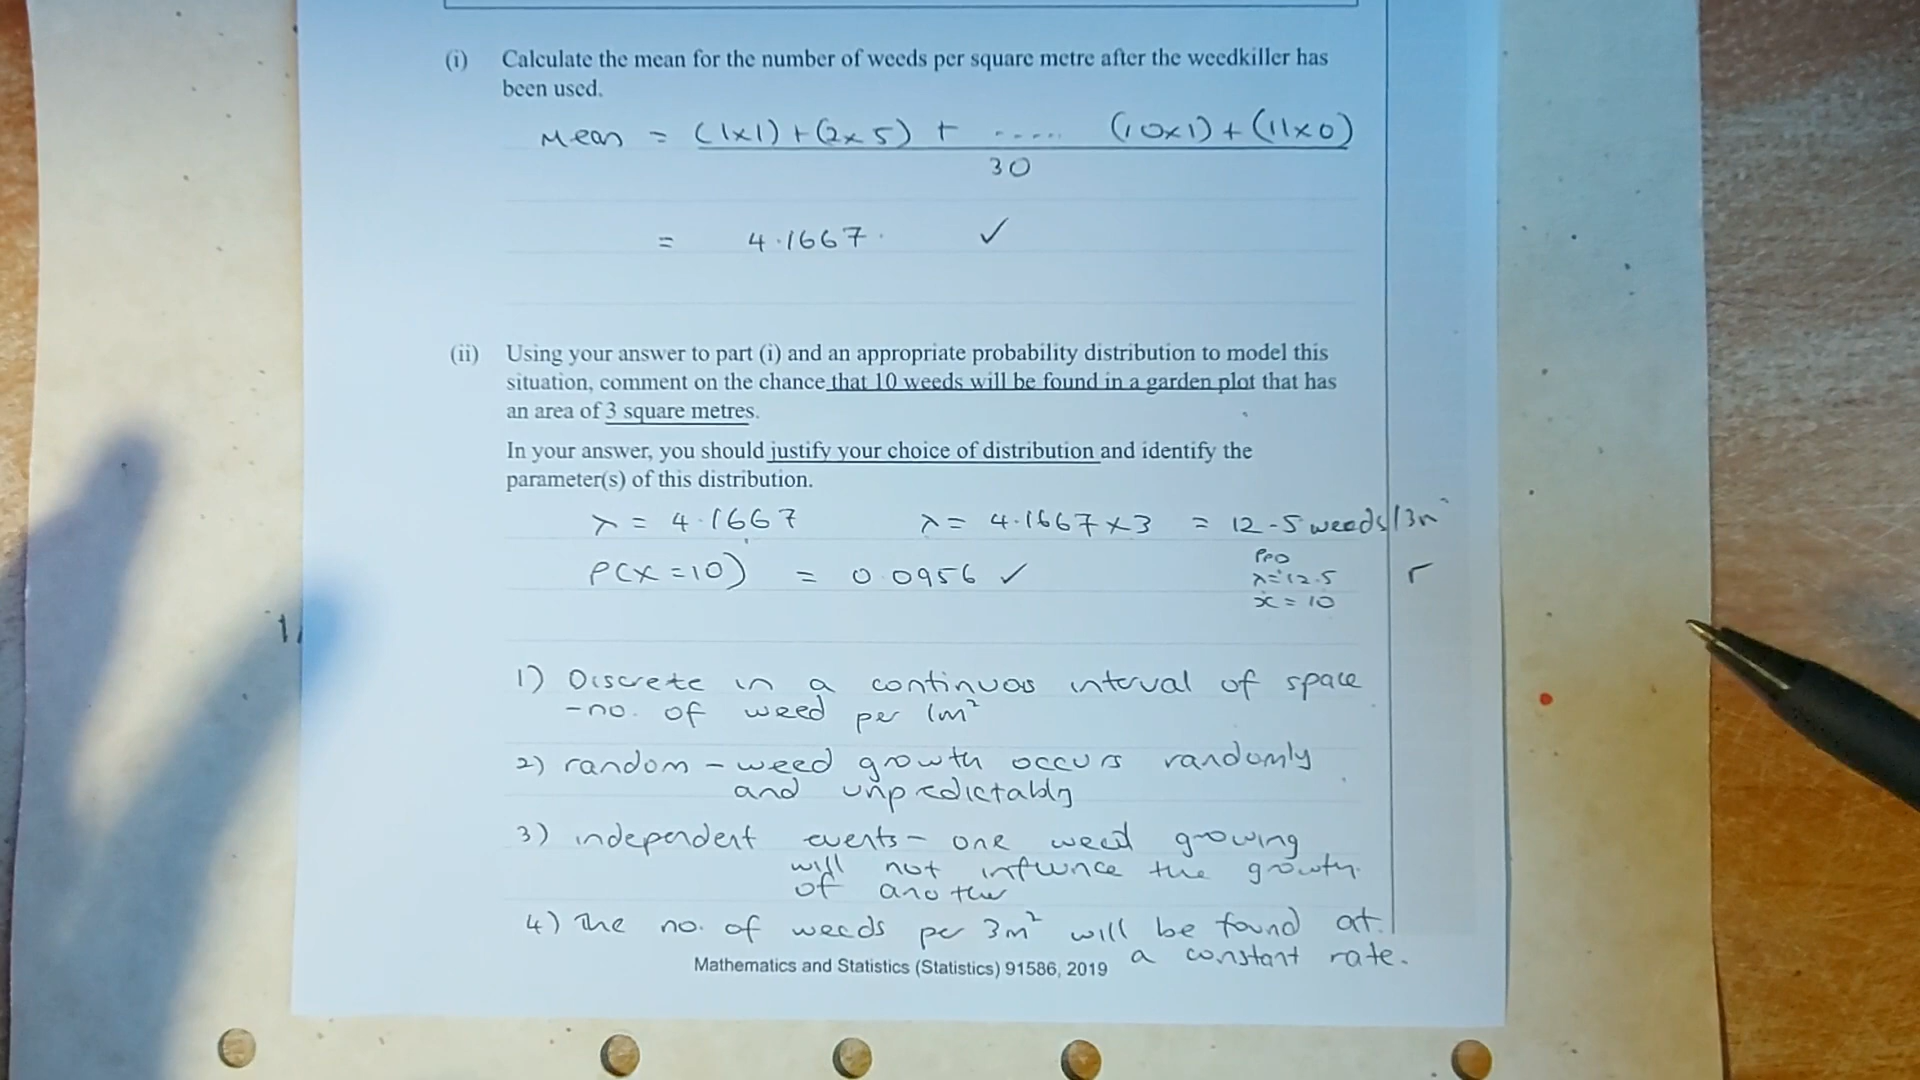 (i) Calculate the mean for the number of weeds per square metre after the weedkiller has
been used.
Mean = (1x1) + (2x5) + ..... (10x1) + (11x0)
30
= 4.1667 ✓
(ii) Using your answer to part (i) and an appropriate probability distribution to model this
situation, comment on the chance that 10 weeds will be found in a garden plot that has
an area of 3 square metres.
In your answer, you should justify your choice of distribution and identify the
parameter(s) of this distribution.
λ = 4.1667 λ = 4.1667 x 3 = 12.5 weeds/3m²
P(X=10) = 0.0956 ✓ r
PPD
λ=12.5
x = 10
1) Discrete in a continuos interval of space
- no. of weed per 1m²
2) random - weed growth occurs randomly
and unpredictably
3) independent events - one weed growing
will not influence the growth
of another
4) The no. of weeds per 3m² will be found at
a constant rate.
Mathematics and Statistics (Statistics) 91586, 2019